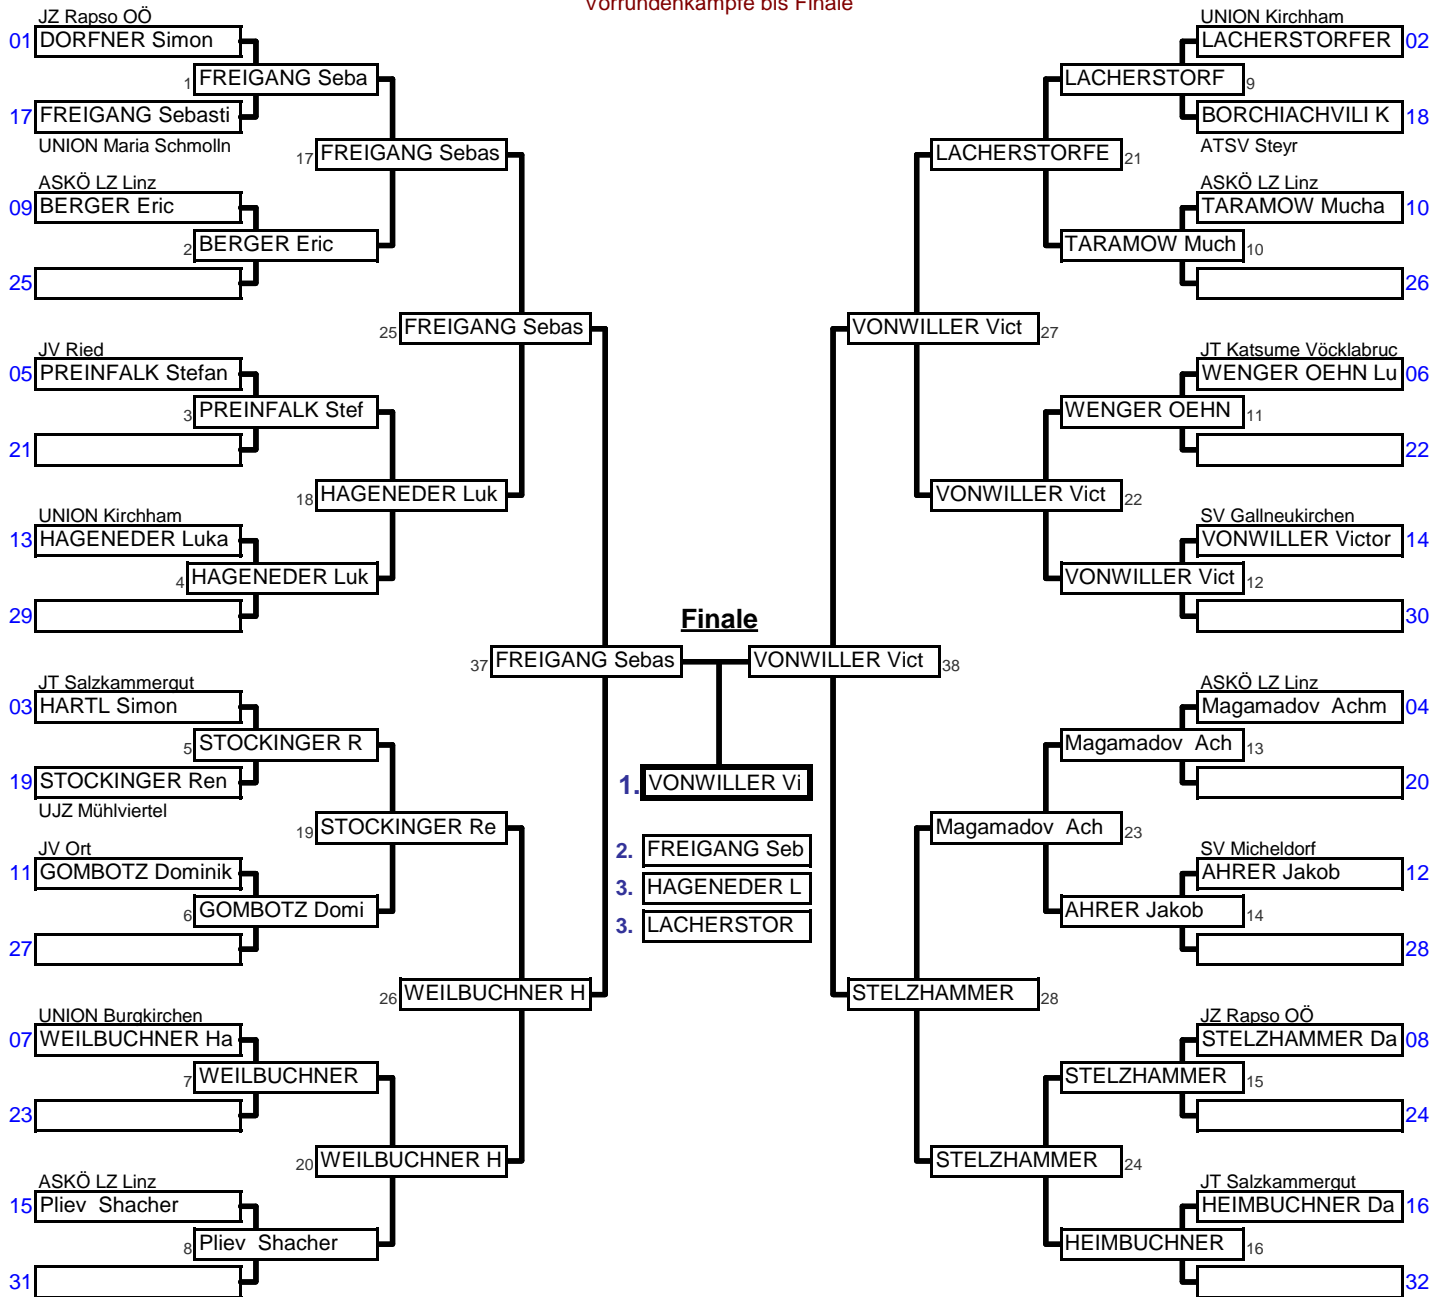 Vorrundenkämpfe bis Finale
JZ Rapso OÖ
01 DORFNER Simon
1 FREIGANG Seba
17 FREIGANG Sebasti
UNION Maria Schmolln
17 FREIGANG Sebas
ASKÖ LZ Linz
09 BERGER Eric
2 BERGER Eric
25
25 FREIGANG Sebas
JV Ried
05 PREINFALK Stefan
3 PREINFALK Stef
21
18 HAGENEDER Luk
UNION Kirchham
13 HAGENEDER Luka
4 HAGENEDER Luk
29
37 FREIGANG Sebas
JT Salzkammergut
03 HARTL Simon
5 STOCKINGER R
19 STOCKINGER Ren
UJZ Mühlviertel
19 STOCKINGER Re
JV Ort
11 GOMBOTZ Dominik
6 GOMBOTZ Domi
27
26 WEILBUCHNER H
UNION Burgkirchen
07 WEILBUCHNER Ha
7 WEILBUCHNER
23
20 WEILBUCHNER H
ASKÖ LZ Linz
15 Pliev Shacher
8 Pliev Shacher
31
Finale
1. VONWILLER Vi
2. FREIGANG Seb
3. HAGENEDER L
3. LACHERSTOR
UNION Kirchham
LACHERSTORFER 02
LACHERSTORF 9
BORCHIACHVILI K 18
ATSV Steyr
LACHERSTORFE 21
ASKÖ LZ Linz
TARAMOW Mucha 10
TARAMOW Much 10
26
VONWILLER Vict 27
JT Katsume Vöcklabruc
WENGER OEHN Lu 06
WENGER OEHN 11
22
VONWILLER Vict 22
SV Gallneukirchen
VONWILLER Victor 14
VONWILLER Vict 12
30
VONWILLER Vict 38
ASKÖ LZ Linz
Magamadov Achm 04
Magamadov Ach 13
20
Magamadov Ach 23
SV Micheldorf
AHRER Jakob 12
AHRER Jakob 14
28
STELZHAMMER 28
JZ Rapso OÖ
STELZHAMMER Da 08
STELZHAMMER 15
24
STELZHAMMER 24
JT Salzkammergut
HEIMBUCHNER Da 16
HEIMBUCHNER 16
32